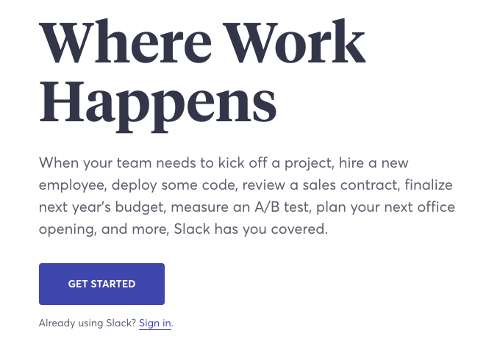 Where Work
Happens
When your team needs to kick off a project, hire a new
employee, deploy some code, review a sales contract, finalize
next year's budget, measure an A/B test, plan your next office
opening, and more, Slack has you covered.
GET STARTED
Already using Slack? Sign in.